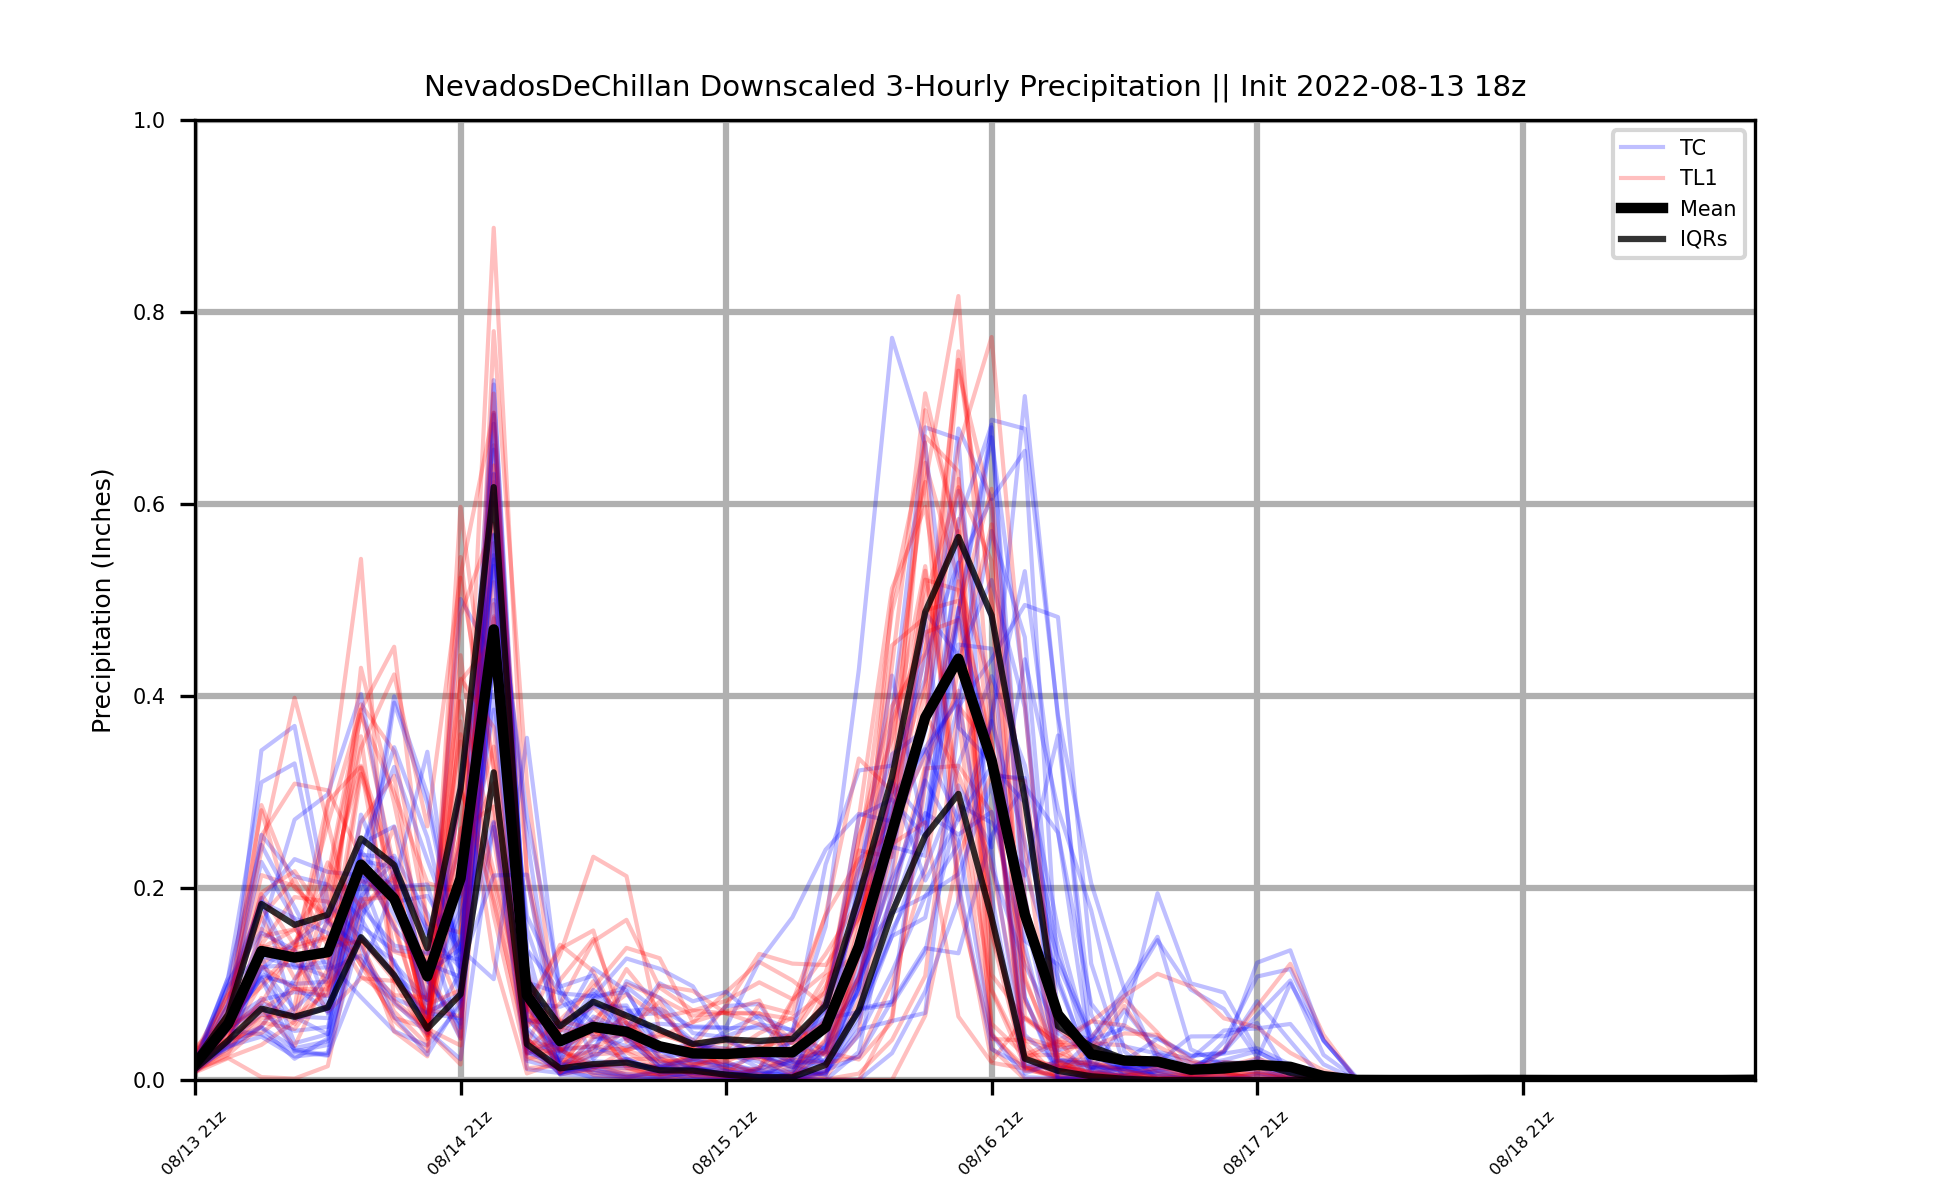 NevadosDeChillan Downscaled 3-Hourly Precipitation || Init 2022-08-13 18z
1.0
0.8
0.6
0.4
0.2
0.0
Precipitation (Inches)
TC
TL1
Mean
IQRs
08/13 21z
08/14 21z
08/15 21z
08/16 21z
08/17 21z
08/18 21z